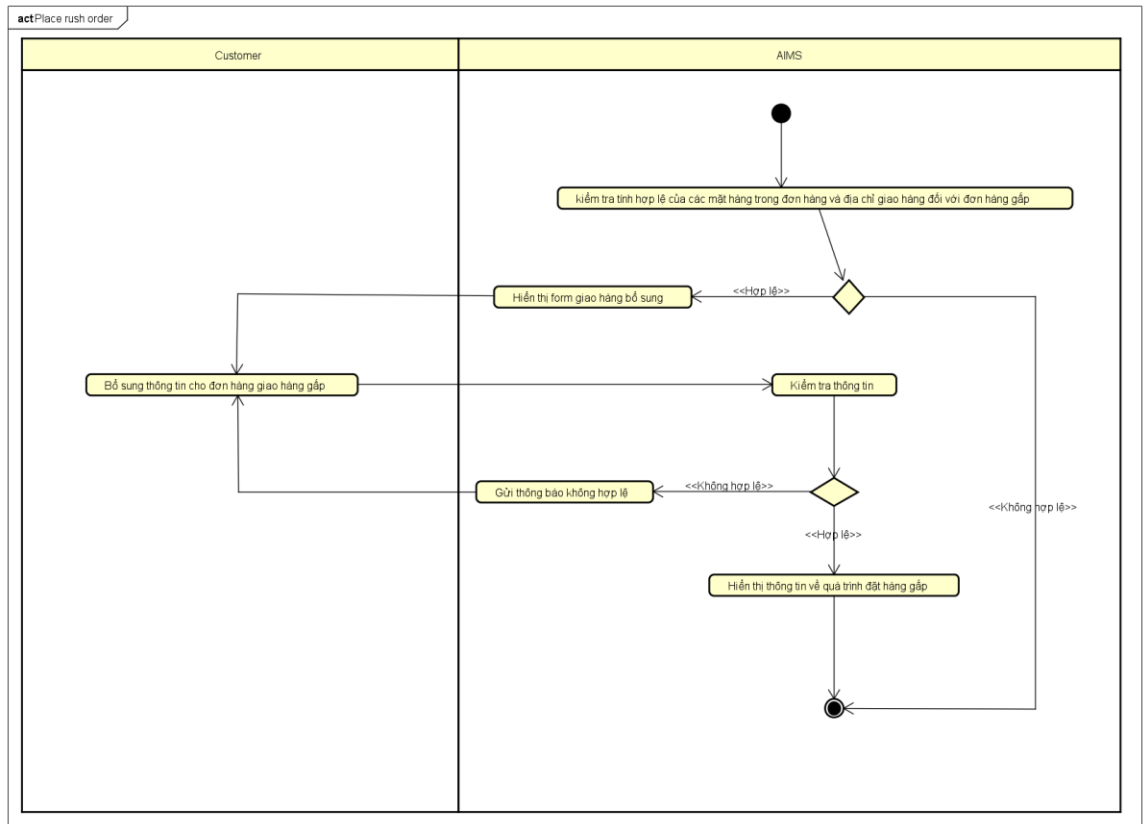 act Place rush order
Customer
AIMS
kiểm tra tính hợp lệ của các mặt hàng trong đơn hàng và địa chỉ giao hàng đối với đơn hàng gấp
<<Hợp lệ>>
Hiển thị form giao hàng bổ sung
Bổ sung thông tin cho đơn hàng giao hàng gấp
Kiểm tra thông tin
<<Không hợp lệ>>
Gửi thông báo không hợp lệ
<<Không hợp lệ>>
<<Hợp lệ>>
Hiển thị thông tin về quá trình đặt hàng gấp